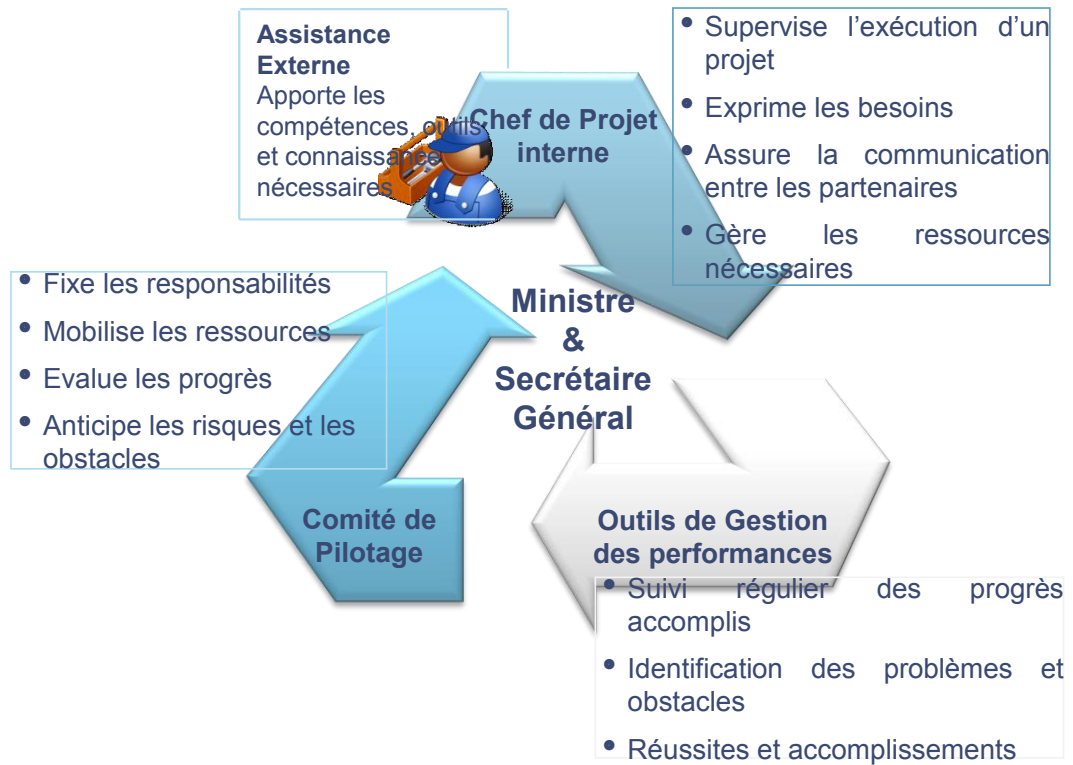 Assistance
Externe
Apporte les
compétences, outils
et connaissance
nécessaires
Chef de Projet
interne
• Supervise l’exécution d’un
projet
• Exprime les besoins
• Assure la communication
entre les partenaires
• Gère les ressources
nécessaires
• Fixe les responsabilités
• Mobilise les ressources
• Evalue les progrès
• Anticipe les risques et les
obstacles
Ministre
&
Secrétaire
Général
Comité de
Pilotage
Outils de Gestion
des performances
• Suivi régulier des progrès
accomplis
• Identification des problèmes et
obstacles
• Réussites et accomplissements